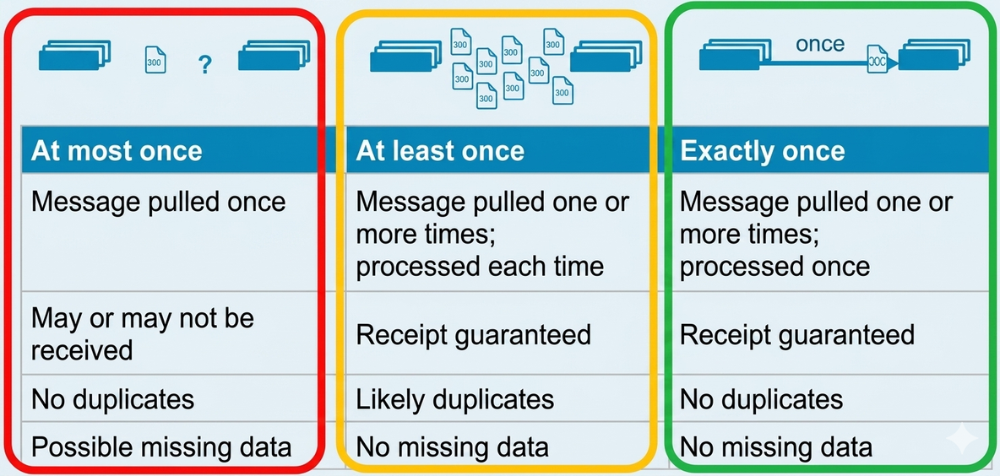 300
?
300
300
300
300
300
300
300
300
300
once
At most once
At least once
Exactly once
Message pulled once
Message pulled one or
more times;
processed each time
Message pulled one or
more times;
processed once
May or may not be
received
Receipt guaranteed
Receipt guaranteed
No duplicates
Likely duplicates
No duplicates
Possible missing data
No missing data
No missing data